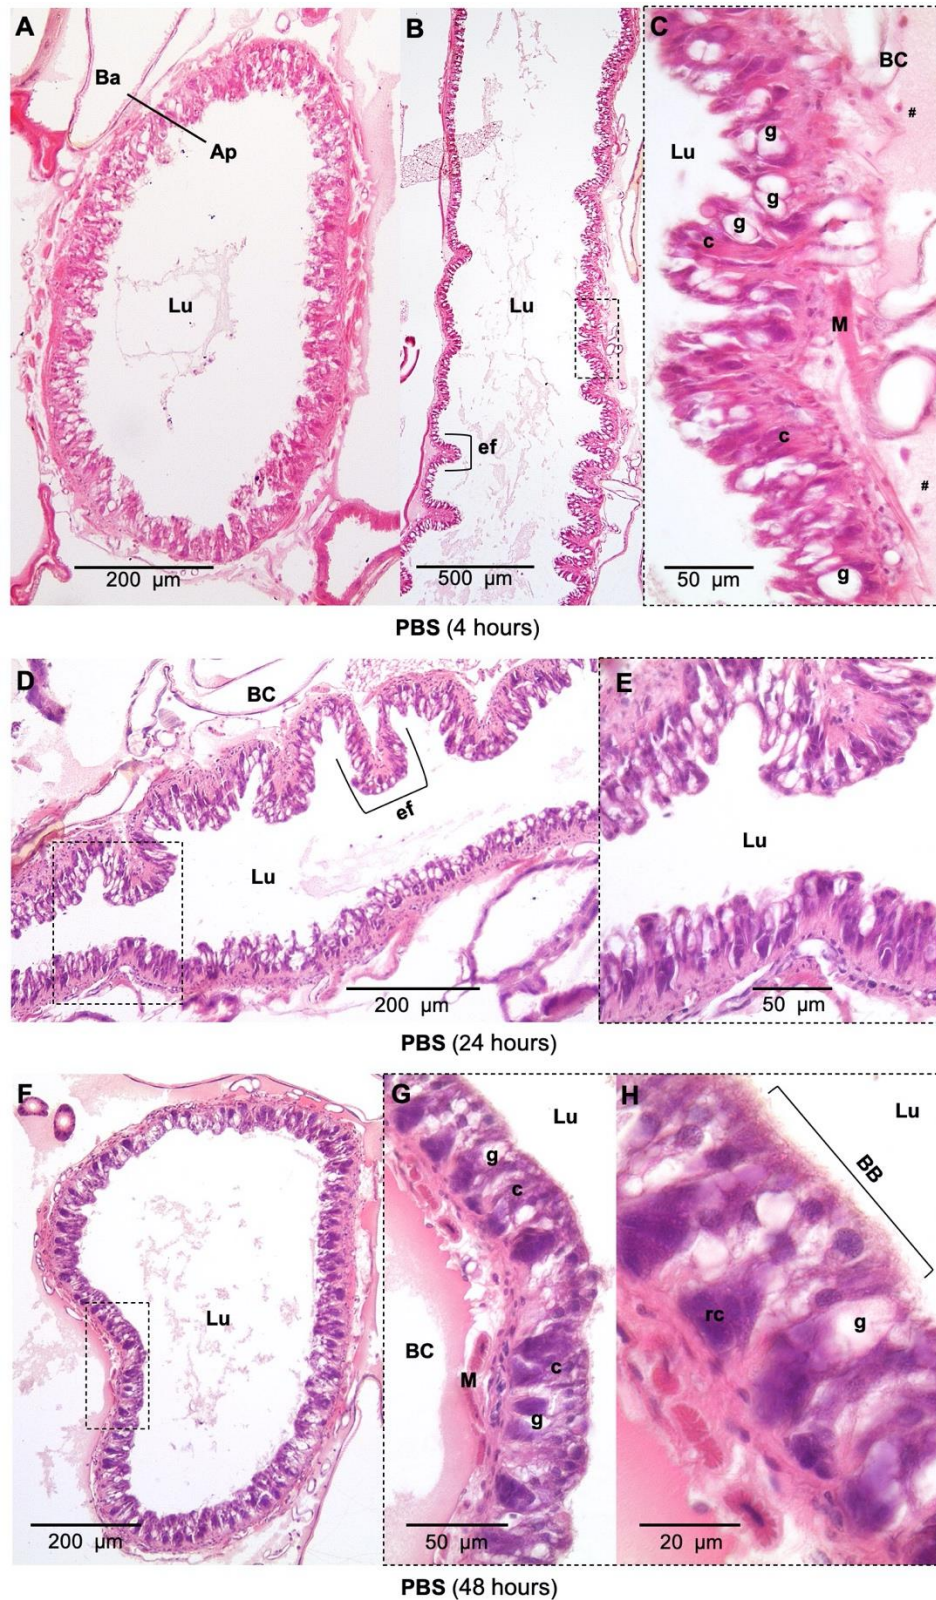 A
Ba
Ap
Lu
200 μm
B
Lu
ef
500 μm
C
BC
#
g
Lu
g
g
c
M
c
#
50 μm
g
PBS (4 hours)
D
BC
ef
Lu
200 μm
E
Lu
50 μm
PBS (24 hours)
F
Lu
200 μm
G
Lu
g
c
BC
c
M
g
50 μm
H
Lu
BB
rc
g
20 μm
PBS (48 hours)